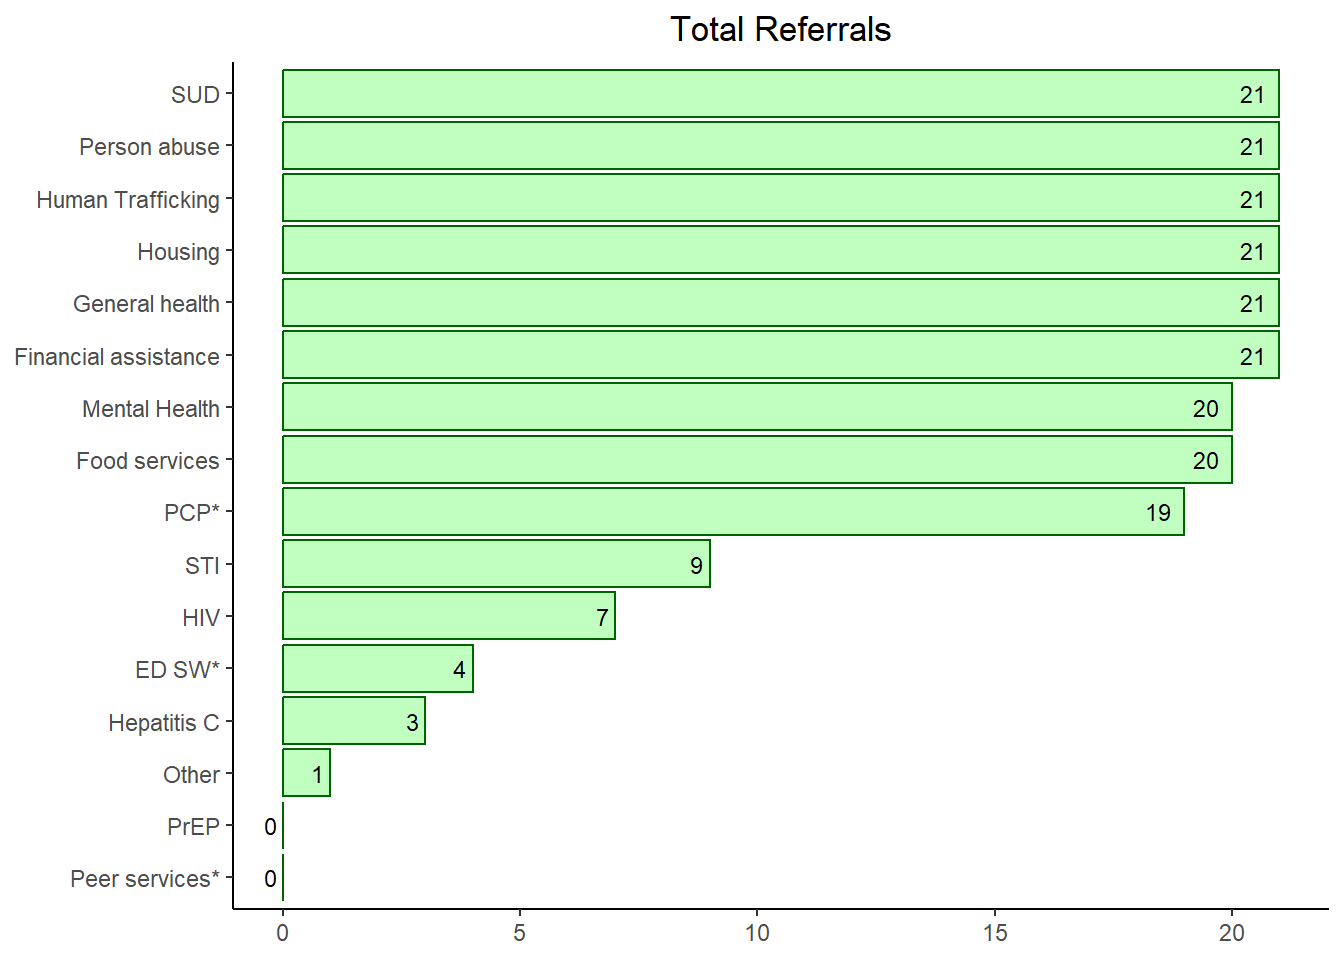 Total Referrals
SUD 21
Person abuse 21
Human Trafficking 21
Housing 21
General health 21
Financial assistance 21
Mental Health 20
Food services 20
PCP* 19
STI 9
HIV 7
ED SW* 4
Hepatitis C 3
Other 1
PrEP 0
Peer services* 0
0 5 10 15 20